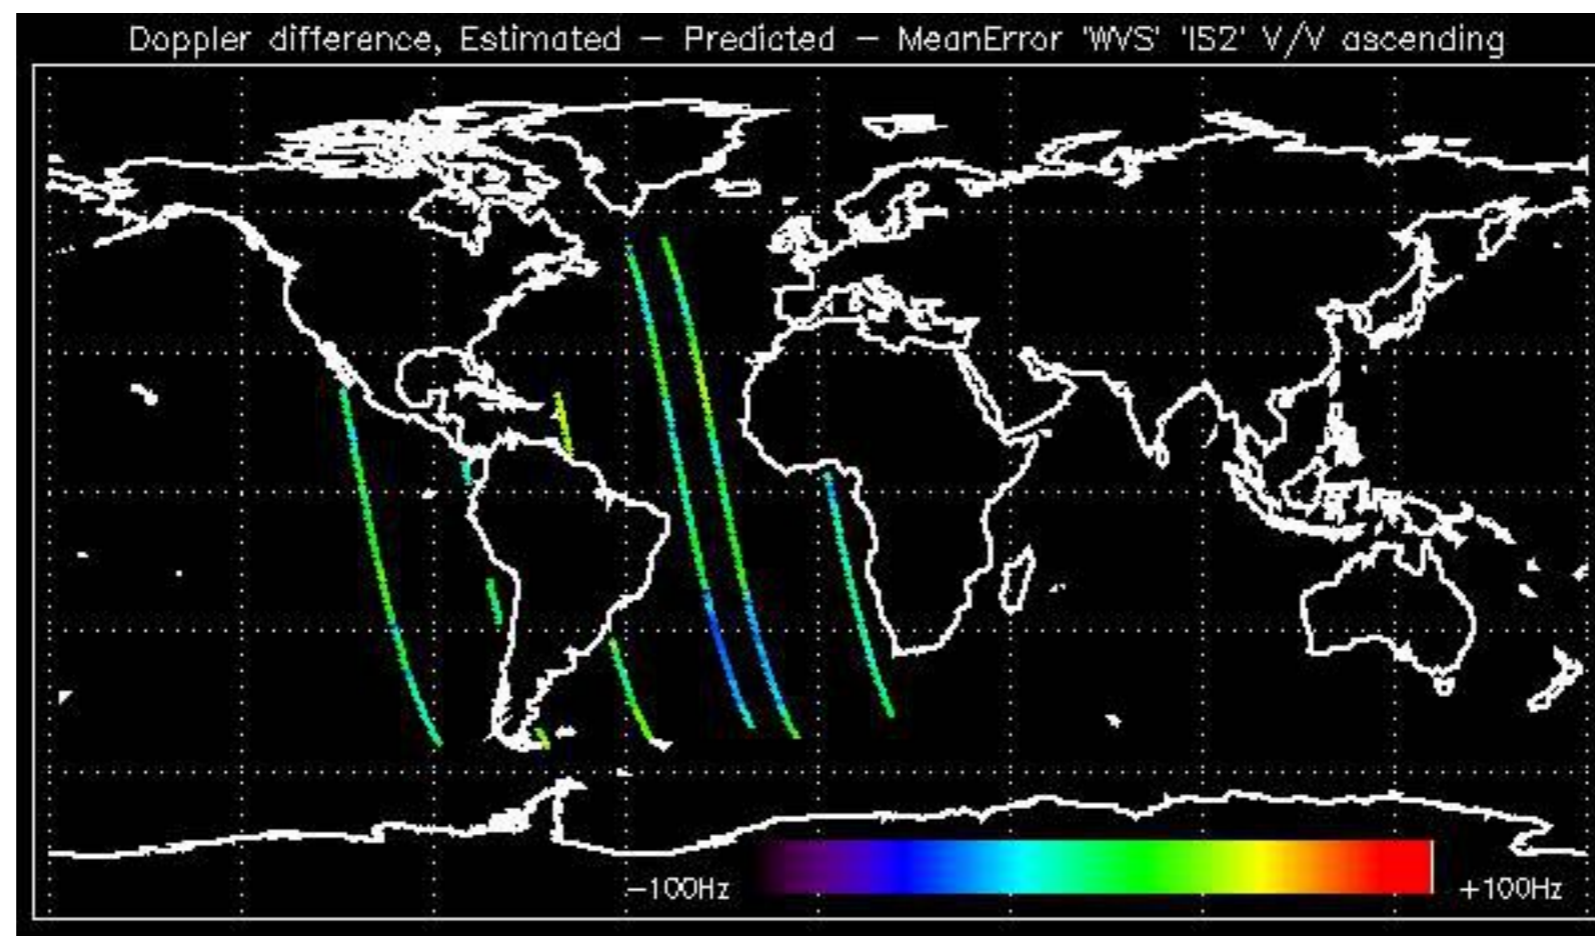 Doppler difference, Estimated – Predicted – MeanError 'WVS' 'IS2' V/V ascending
–100Hz
+100Hz